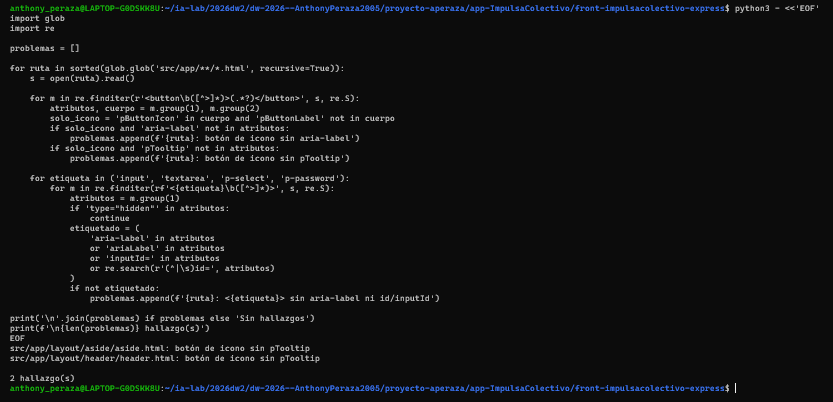 anthony_peraza@LAPTOP-G0DSKK8U:~/ia-lab/2026dw2/dw-2026--AnthonyPeraza2005/proyecto-aperaza/app-ImpulsaColectivo/front-impulsacolectivo-express$ python3 - <<'EOF'
import glob
import re

problemas = []

for ruta in sorted(glob.glob('src/app/**/*.html', recursive=True)):
    s = open(ruta).read()

    for m in re.finditer(r'<button\b([^>]*)>(.*?)</button>', s, re.S):
        atributos, cuerpo = m.group(1), m.group(2)
        solo_icono = 'pButtonIcon' in cuerpo and 'pButtonLabel' not in cuerpo
        if solo_icono and 'aria-label' not in atributos:
            problemas.append(f'{ruta}: botón de icono sin aria-label')
        if solo_icono and 'pTooltip' not in atributos:
            problemas.append(f'{ruta}: botón de icono sin pTooltip')

    for etiqueta in ('input', 'textarea', 'p-select', 'p-password'):
        for m in re.finditer(rf'<{etiqueta}\b([^>]*)>', s, re.S):
            atributos = m.group(1)
            if 'type="hidden"' in atributos:
                continue
            etiquetado = (
                'aria-label' in atributos
                or 'ariaLabel' in atributos
                or 'inputId=' in atributos
                or re.search(r'(^|\s)id=', atributos)
            )
            if not etiquetado:
                problemas.append(f'{ruta}: <{etiqueta}> sin aria-label ni id/inputId')

print('\n'.join(problemas) if problemas else 'Sin hallazgos')
print(f'\n{len(problemas)} hallazgo(s)')
EOF
src/app/layout/aside/aside.html: botón de icono sin pTooltip
src/app/layout/header/header.html: botón de icono sin pTooltip

2 hallazgo(s)
anthony_peraza@LAPTOP-G0DSKK8U:~/ia-lab/2026dw2/dw-2026--AnthonyPeraza2005/proyecto-aperaza/app-ImpulsaColectivo/front-impulsacolectivo-express$